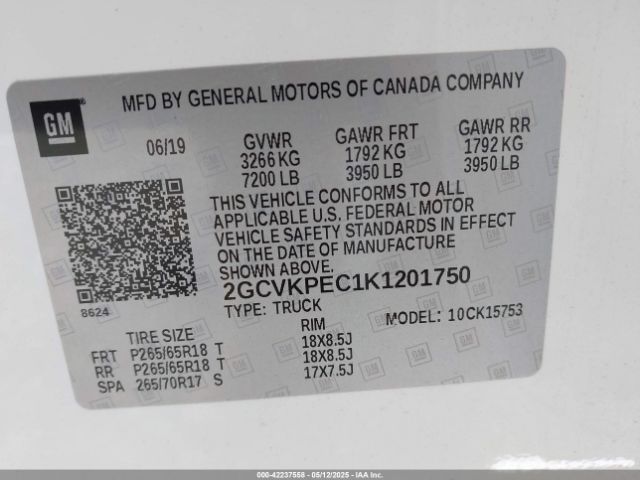 GM
MFD BY GENERAL MOTORS OF CANADA COMPANY
06/19
GVWR
3266 KG
7200 LB
GAWR FRT
1792 KG
3950 LB
GAWR RR
1792 KG
3950 LB
THIS VEHICLE CONFORMS TO ALL
APPLICABLE U.S. FEDERAL MOTOR
VEHICLE SAFETY STANDARDS IN EFFECT
ON THE DATE OF MANUFACTURE
SHOWN ABOVE.
8624
2GCVKPEC1K1201750
TYPE: TRUCK
MODEL: 10CK15753
TIRE SIZE RIM
FRT P265/65R18 T 18X8.5J
RR P265/65R18 T 18X8.5J
SPA 265/70R17 S 17X7.5J
000-42237558 - 05/12/2025 - IAA Inc.